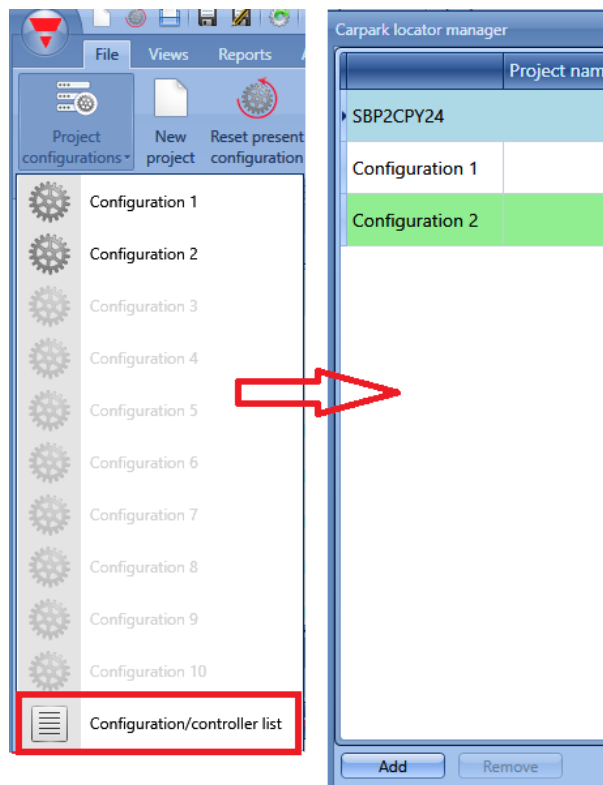 File Views Reports
Project
configurations
New
project
Reset present
configuration
Configuration 1
Configuration 2
Configuration 3
Configuration 4
Configuration 5
Configuration 6
Configuration 7
Configuration 8
Configuration 9
Configuration 10
Configuration/controller list
Carpark locator manager
Project nam
SBP2CPY24
Configuration 1
Configuration 2
Add Remove